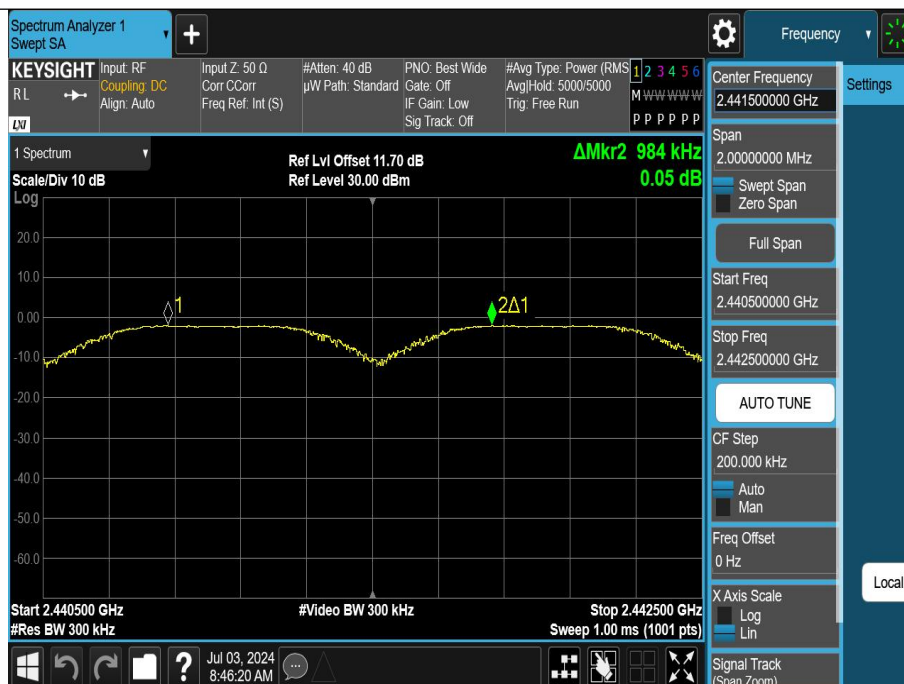 Spectrum Analyzer 1
Swept SA
+
Frequency
KEYSIGHT
RL
LXI
Input: RF
Coupling: DC
Align: Auto
Input Z: 50 Ω
Corr CCorr
Freq Ref: Int (S)
#Atten: 40 dB
µW Path: Standard
PNO: Best Wide
Gate: Off
IF Gain: Low
Sig Track: Off
#Avg Type: Power (RMS
Avg|Hold: 5000/5000
Trig: Free Run
1 2 3 4 5 6
M W W W W W
P P P P P P
1 Spectrum
Scale/Div 10 dB
Log
Ref Lvl Offset 11.70 dB
Ref Level 30.00 dBm
ΔMkr2 984 kHz
0.05 dB
20.0
10.0
0.00
-10.0
-20.0
-30.0
-40.0
-50.0
-60.0
1
2Δ1
Start 2.440500 GHz
#Res BW 300 kHz
#Video BW 300 kHz
Stop 2.442500 GHz
Sweep 1.00 ms (1001 pts)
?
Jul 03, 2024
8:46:20 AM
Center Frequency
2.441500000 GHz
Span
2.00000000 MHz
Swept Span
Zero Span
Full Span
Start Freq
2.440500000 GHz
Stop Freq
2.442500000 GHz
AUTO TUNE
CF Step
200.000 kHz
Auto
Man
Freq Offset
0 Hz
X Axis Scale
Log
Lin
Signal Track
(Span Zoom)
Settings
Local